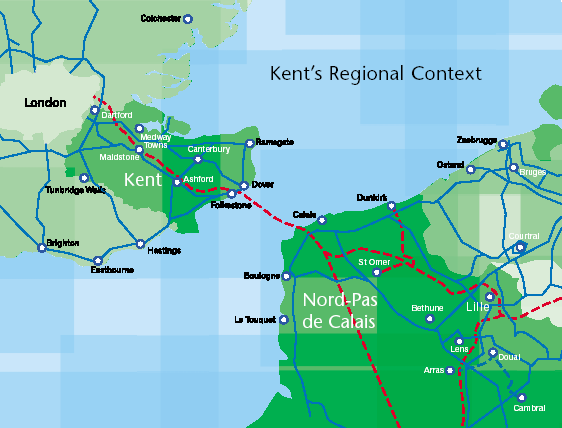 Colchester
Kent's Regional Context
London
Dartford
Medway
Towns
Ramsgate
Zeebrugge
Canterbury
Maidstone
Ostend
Bruges
Kent
Ashford
Tunbridge Wells
Dover
Folkestone
Dunkirk
Calais
Courtrai
Brighton
Hastings
Eastbourne
St Omer
Boulogne
Nord-Pas
de Calais
Lille
Bethune
Le Touquet
Lens
Douai
Arras
Cambrai